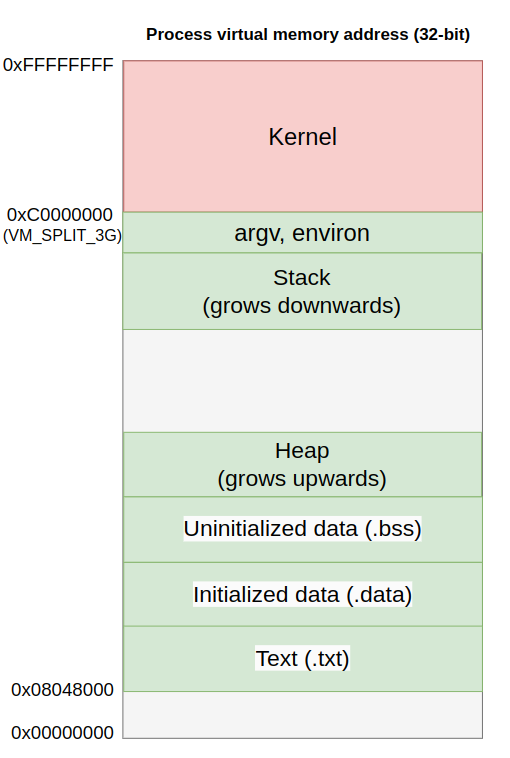 Process virtual memory address (32-bit)
0xFFFFFFFF
Kernel
0xC0000000
(VM_SPLIT_3G)
argv, environ
Stack
(grows downwards)
Heap
(grows upwards)
Uninitialized data (.bss)
Initialized data (.data)
Text (.txt)
0x08048000
0x00000000